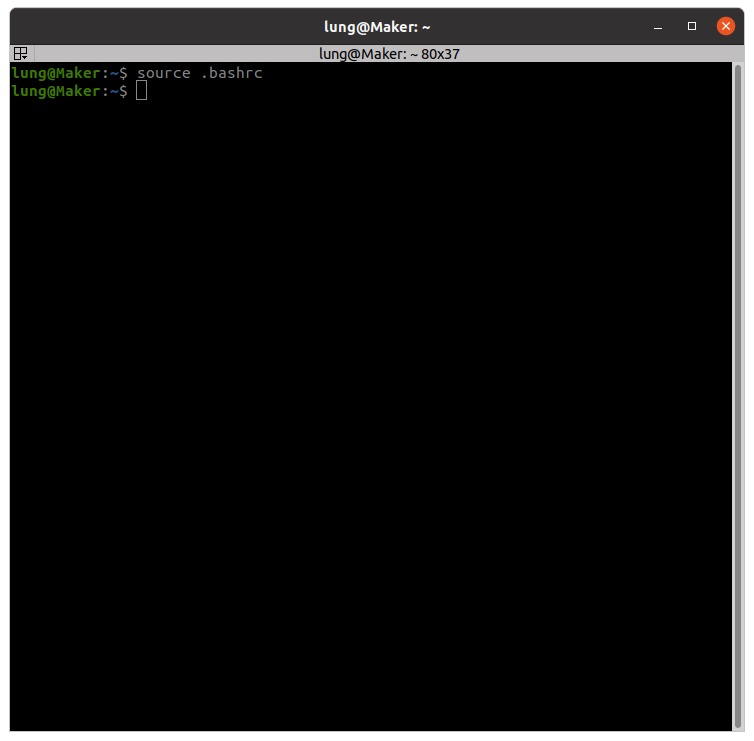 lung@Maker: ~
lung@Maker: ~ 80x37
lung@Maker:~$ source .bashrc
lung@Maker:~$